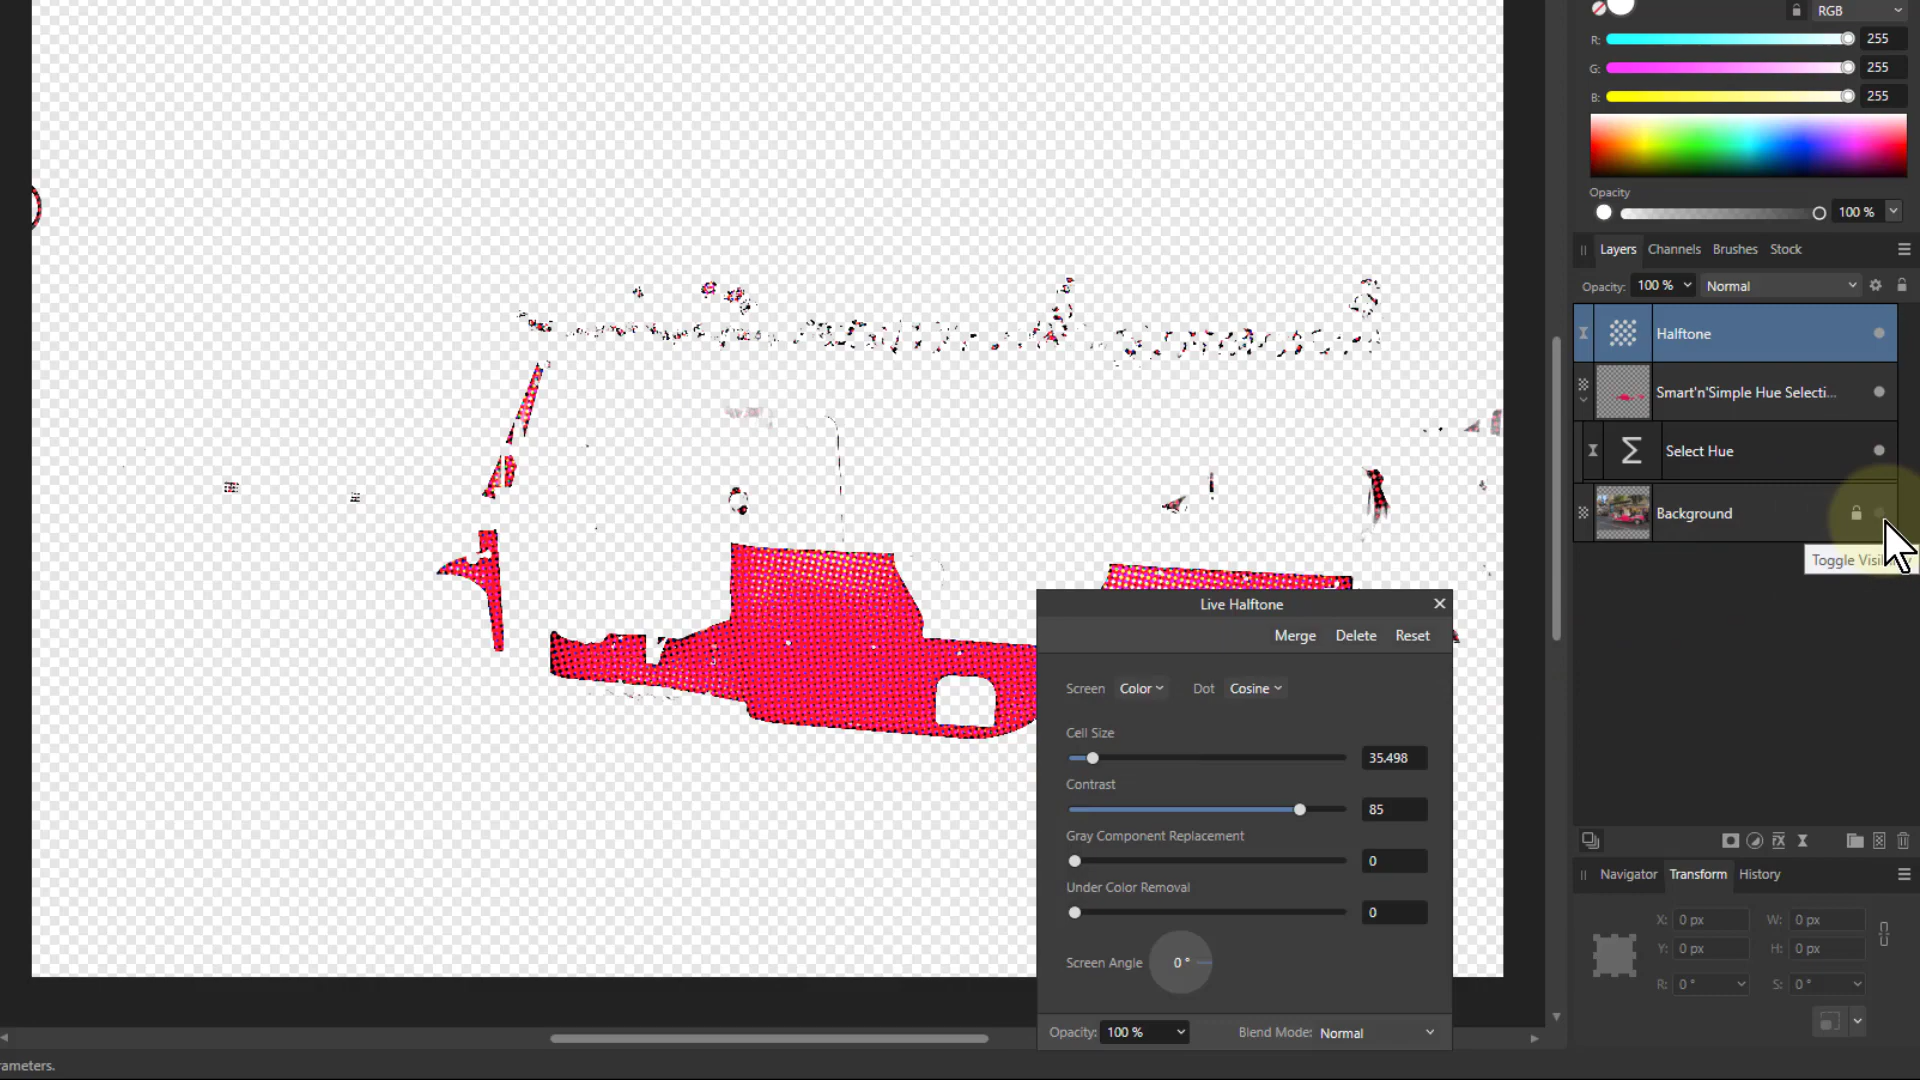 RGB
R: 255
G: 255
B: 255
Opacity
100 %
Layers Channels Brushes Stock
Opacity: 100 % Normal
Halftone
Smart'n'Simple Hue Selecti...
Select Hue
Background
Toggle
Live Halftone
Merge Delete Reset
Screen Color Dot Cosine
Cell Size
35.498
Contrast
85
Gray Component Replacement
0
Under Color Removal
0
Screen Angle 0 °
Opacity: 100 % Blend Mode: Normal
Navigator Transform History
X: 0 px W: 0 px
Y: 0 px H: 0 px
R: 0 ° S: 0 °
rameters.